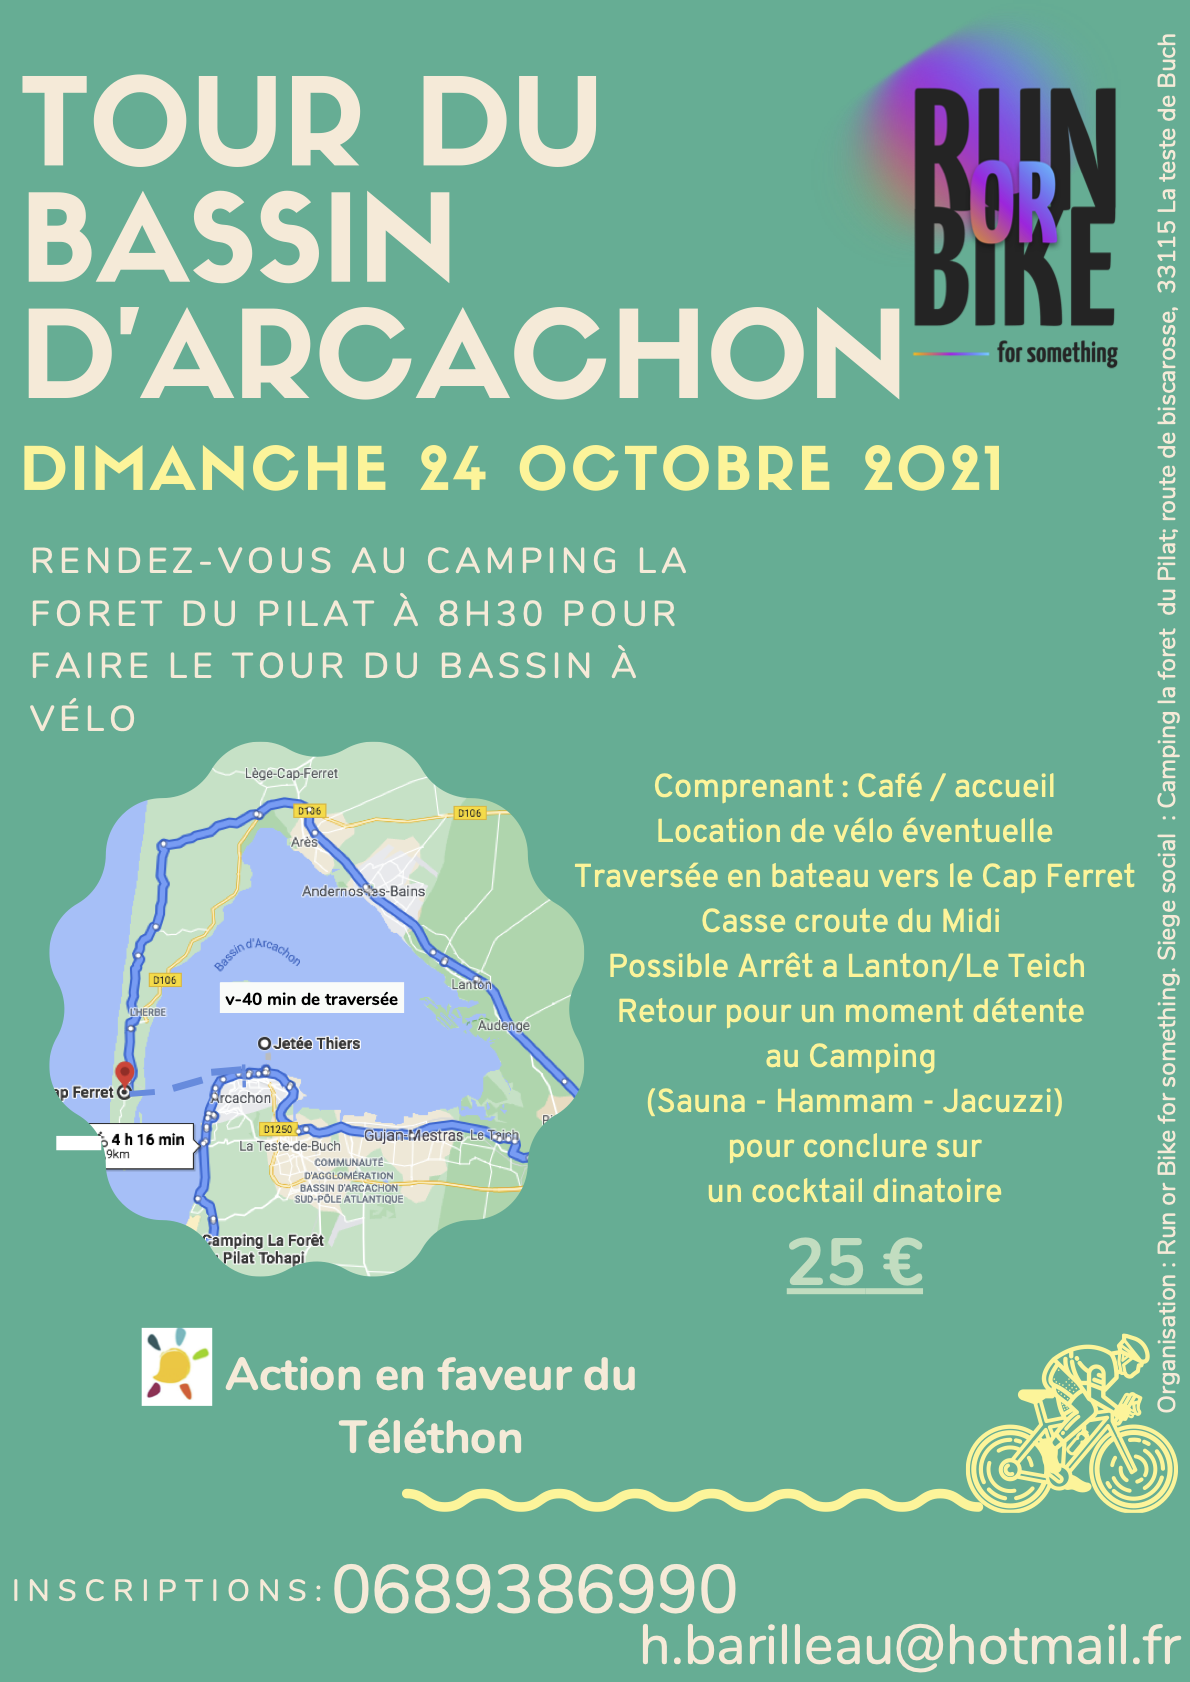 TOUR DU
BASSIN
D'ARCACHON
RUN
OR
BIKE
for something
DIMANCHE 24 OCTOBRE 2021
RENDEZ-VOUS AU CAMPING LA
FORET DU PILAT À 8H30 POUR
FAIRE LE TOUR DU BASSIN À
VÉLO
Lège-Cap-Ferret
D106
D106
Arès
Andernos-les-Bains
Bassin d'Arcachon
D106
Lanton
v-40 min de traversée
L'HERBE
Audenge
Jetée Thiers
ap Ferret
Arcachon
D1250
Gujan-Mestras
Le Teich
4 h 16 min
9km
La Teste-de-Buch
COMMUNAUTÉ
D'AGGLOMÉRATION
BASSIN D'ARCACHON
SUD-PÔLE ATLANTIQUE
Camping La Forêt
Pilat Tohapi
Comprenant : Café / accueil
Location de vélo éventuelle
Traversée en bateau vers le Cap Ferret
Casse croute du Midi
Possible Arrêt a Lanton/Le Teich
Retour pour un moment détente
au Camping
(Sauna - Hammam - Jacuzzi)
pour conclure sur
un cocktail dinatoire
25 €
Action en faveur du
Téléthon
INSCRIPTIONS: 06893869​90
h.barilleau@hotmail.fr
Organisation : Run or Bike for something. Siege social : Camping la foret du Pilat; route de biscarosse, 33115 La teste de Buch